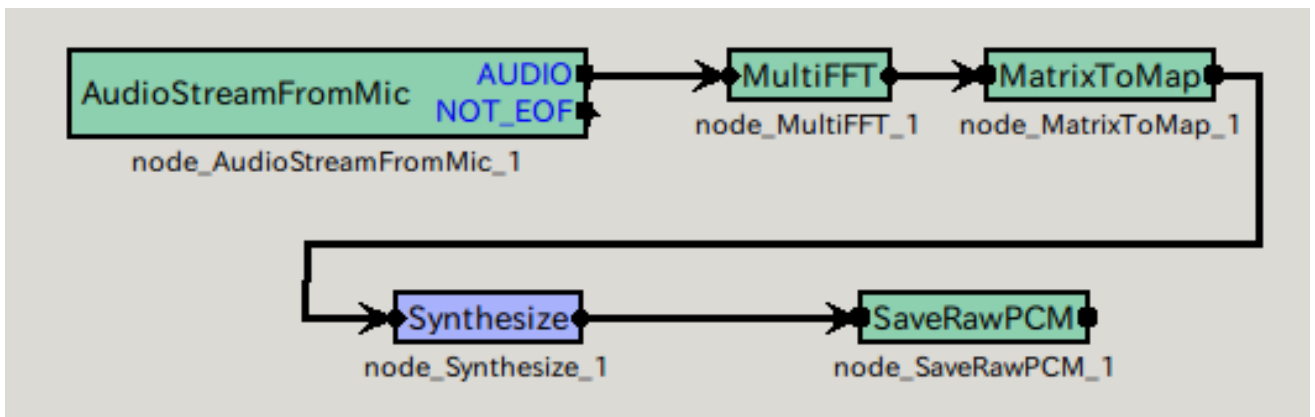 AudioStreamFromMic
AUDIO
NOT_EOF
node_AudioStreamFromMic_1
MultiFFT
node_MultiFFT_1
MatrixToMap
node_MatrixToMap_1
Synthesize
node_Synthesize_1
SaveRawPCM
node_SaveRawPCM_1